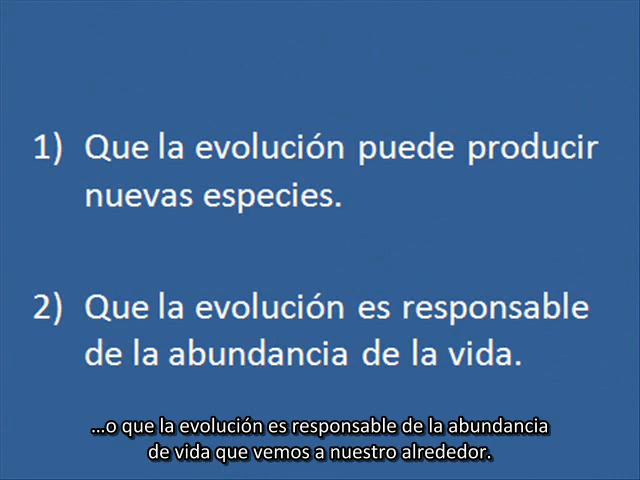 1) Que la evolución puede producir
nuevas especies.
2) Que la evolución es responsable
de la abundancia de la vida.
...o que la evolución es responsable de la abundancia
de vida que vemos a nuestro alrededor.